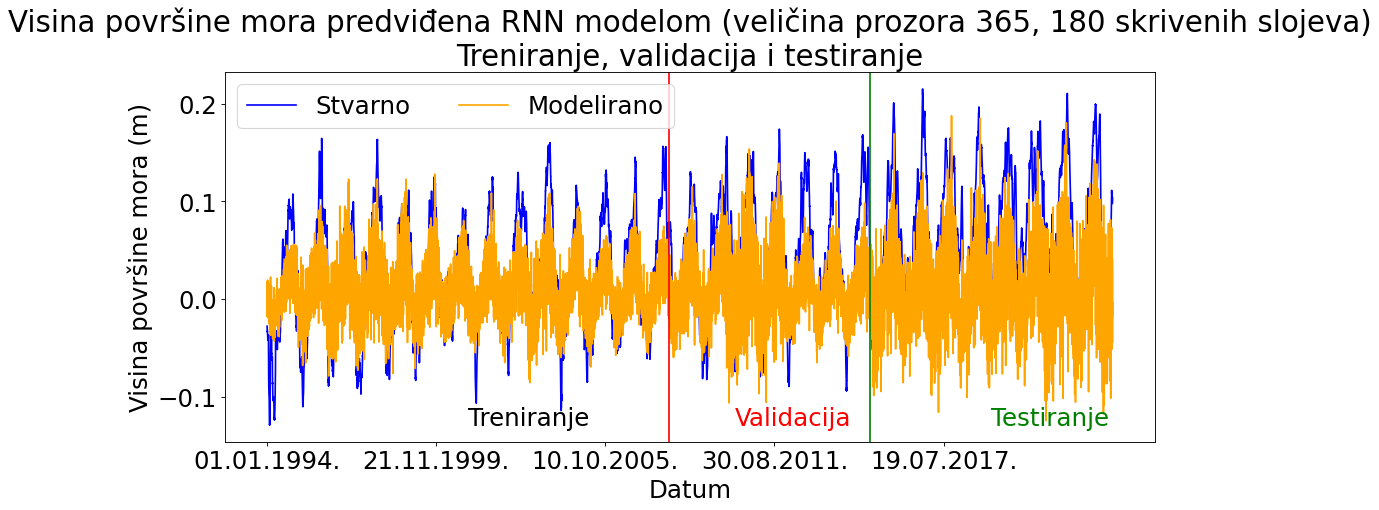 Visina površine mora predviđena RNN modelom (veličina prozora 365, 180 skrivenih slojeva)
Treniranje, validacija i testiranje
Stvarno
Modelirano
Visina površine mora (m)
0.2
0.1
0.0
−0.1
Treniranje
Validacija
Testiranje
01.01.1994.
21.11.1999.
10.10.2005.
30.08.2011.
19.07.2017.
Datum